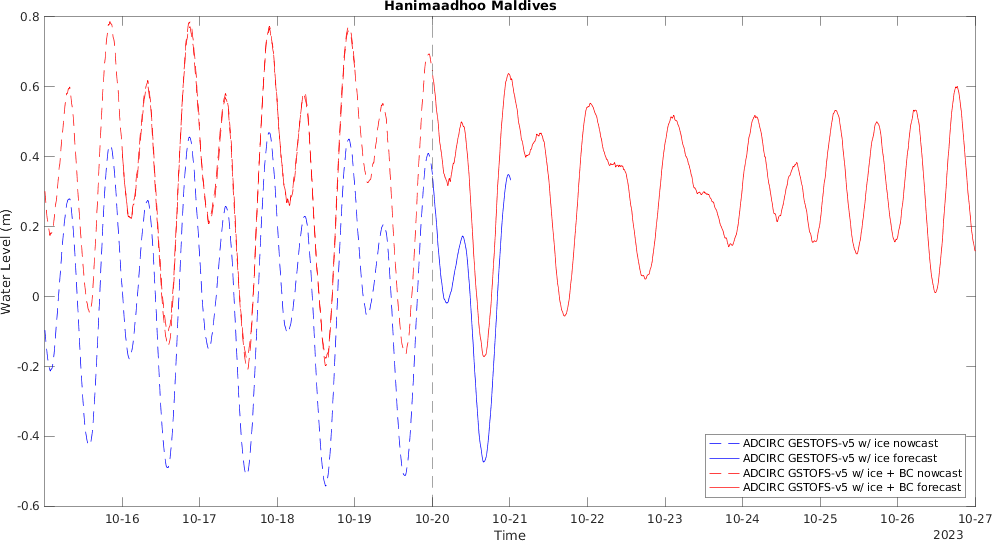 Hanimaadhoo Maldives
0.8
0.6
0.4
0.2
0
-0.2
-0.4
-0.6
Water Level (m)
ADCIRC GESTOFS-v5 w/ ice nowcast
ADCIRC GESTOFS-v5 w/ ice forecast
ADCIRC GSTOFS-v5 w/ ice + BC nowcast
ADCIRC GSTOFS-v5 w/ ice + BC forecast
10-16 10-17 10-18 10-19 10-20 10-21 10-22 10-23 10-24 10-25 10-26 10-27
Time
2023